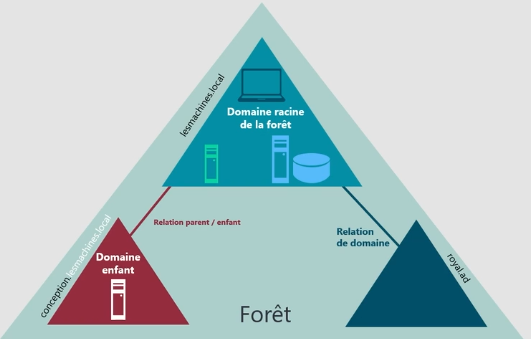 lesmachines.local
Domaine racine
de la forêt
Relation parent / enfant
Relation
de domaine
conception.lesmachines.local
Domaine
enfant
royal.ad
Forêt